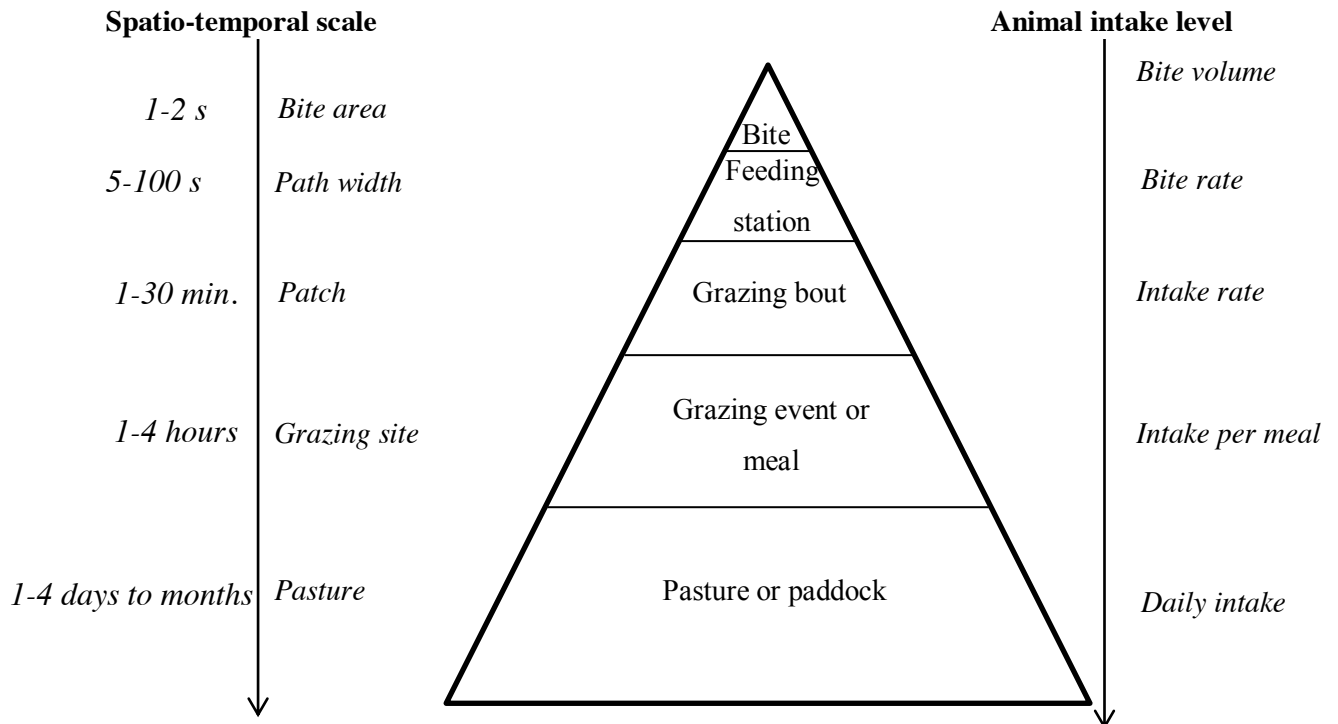 Spatio-temporal scale
Animal intake level
Bite volume
1-2 s
Bite area
Bite
5-100 s
Path width
Feeding
station
Bite rate
1-30 min.
Patch
Grazing bout
Intake rate
1-4 hours
Grazing site
Grazing event or
meal
Intake per meal
1-4 days to months
Pasture
Pasture or paddock
Daily intake